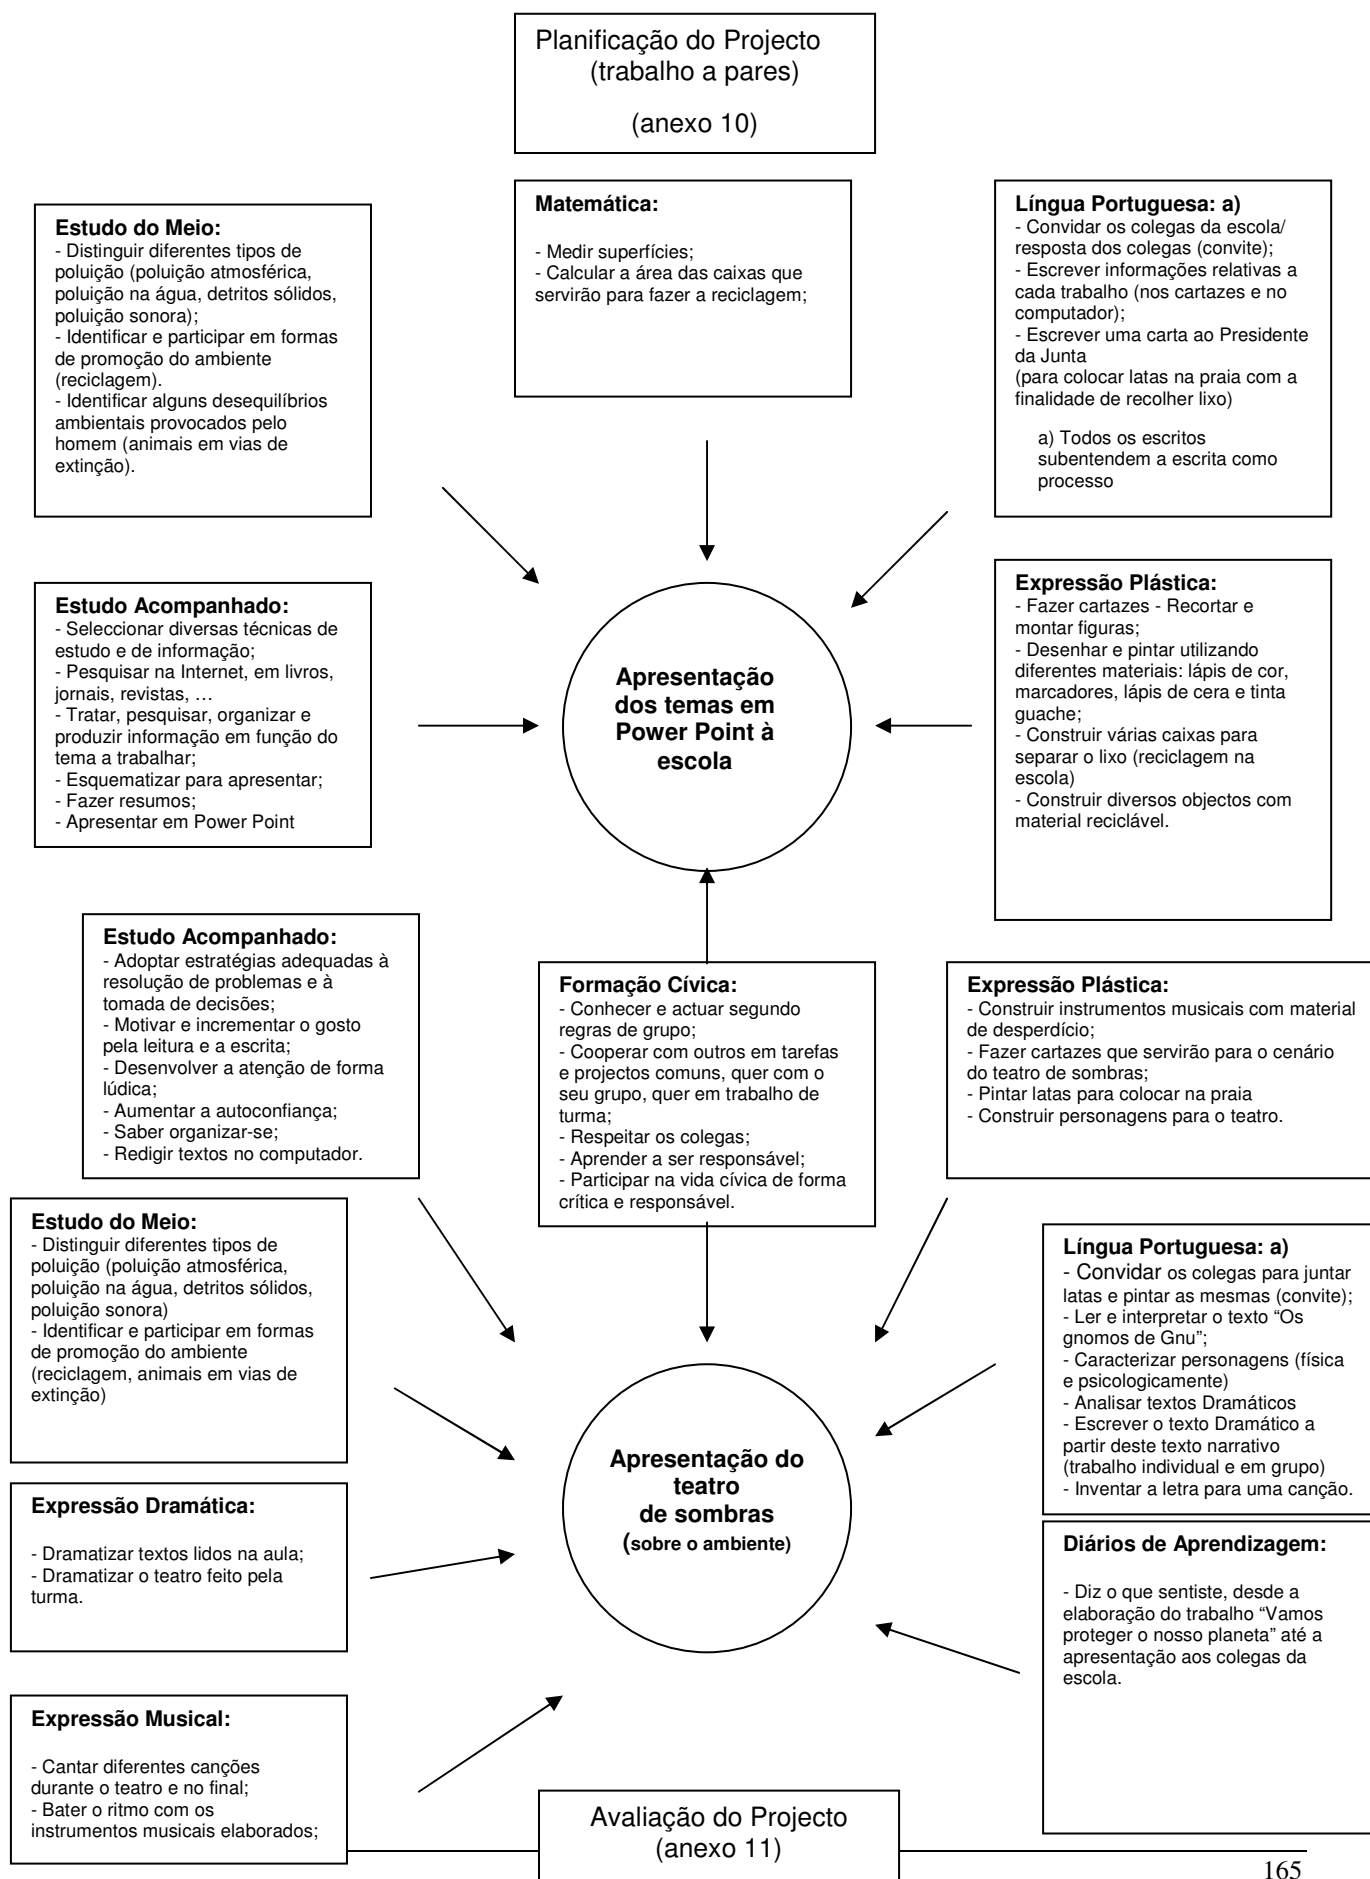 Planificação do Projecto
(trabalho a pares)
(anexo 10)
Estudo do Meio:
- Distinguir diferentes tipos de
poluição (poluição atmosférica,
poluição na água, detritos sólidos,
poluição sonora);
- Identificar e participar em formas
de promoção do ambiente
(reciclagem).
- Identificar alguns desequilíbrios
ambientais provocados pelo
homem (animais em vias de
extinção).
Matemática:
- Medir superfícies;
- Calcular a área das caixas que
servirão para fazer a reciclagem;
Língua Portuguesa: a)
- Convidar os colegas da escola/
resposta dos colegas (convite);
- Escrever informações relativas a
cada trabalho (nos cartazes e no
computador);
- Escrever uma carta ao Presidente
da Junta
(para colocar latas na praia com a
finalidade de recolher lixo)
a) Todos os escritos
subentendem a escrita como
processo
Estudo Acompanhado:
- Seleccionar diversas técnicas de
estudo e de informação;
- Pesquisar na Internet, em livros,
jornais, revistas, …
- Tratar, pesquisar, organizar e
produzir informação em função do
tema a trabalhar;
- Esquematizar para apresentar;
- Fazer resumos;
- Apresentar em Power Point
Apresentação
dos temas em
Power Point à
escola
Expressão Plástica:
- Fazer cartazes - Recortar e
montar figuras;
- Desenhar e pintar utilizando
diferentes materiais: lápis de cor,
marcadores, lápis de cera e tinta
guache;
- Construir várias caixas para
separar o lixo (reciclagem na
escola)
- Construir diversos objectos com
material reciclável.
Estudo Acompanhado:
- Adoptar estratégias adequadas à
resolução de problemas e à
tomada de decisões;
- Motivar e incrementar o gosto
pela leitura e a escrita;
- Desenvolver a atenção de forma
lúdica;
- Aumentar a autoconfiança;
- Saber organizar-se;
- Redigir textos no computador.
Formação Cívica:
- Conhecer e actuar segundo
regras de grupo;
- Cooperar com outros em tarefas
e projectos comuns, quer com o
seu grupo, quer em trabalho de
turma;
- Respeitar os colegas;
- Aprender a ser responsável;
- Participar na vida cívica de forma
crítica e responsável.
Expressão Plástica:
- Construir instrumentos musicais com material
de desperdício;
- Fazer cartazes que servirão para o cenário
do teatro de sombras;
- Pintar latas para colocar na praia
- Construir personagens para o teatro.
Estudo do Meio:
- Distinguir diferentes tipos de
poluição (poluição atmosférica,
poluição na água, detritos sólidos,
poluição sonora)
- Identificar e participar em formas
de promoção do ambiente
(reciclagem, animais em vias de
extinção)
Língua Portuguesa: a)
- Convidar os colegas para juntar
latas e pintar as mesmas (convite);
- Ler e interpretar o texto “Os
gnomos de Gnu”;
- Caracterizar personagens (física
e psicologicamente)
- Analisar textos Dramáticos
- Escrever o texto Dramático a
partir deste texto narrativo
(trabalho individual e em grupo)
- Inventar a letra para uma canção.
Apresentação do
teatro
de sombras
(sobre o ambiente)
Expressão Dramática:
- Dramatizar textos lidos na aula;
- Dramatizar o teatro feito pela
turma.
Diários de Aprendizagem:
- Diz o que sentiste, desde a
elaboração do trabalho “Vamos
proteger o nosso planeta” até a
apresentação aos colegas da
escola.
Expressão Musical:
- Cantar diferentes canções
durante o teatro e no final;
- Bater o ritmo com os
instrumentos musicais elaborados;
Avaliação do Projecto
(anexo 11)
165